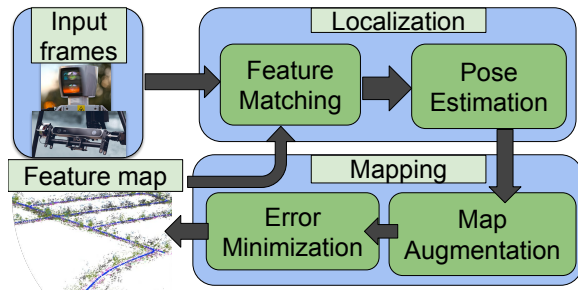 Input
frames
Localization
Feature
Matching
Pose
Estimation
Feature map
Mapping
Error
Minimization
Map
Augmentation